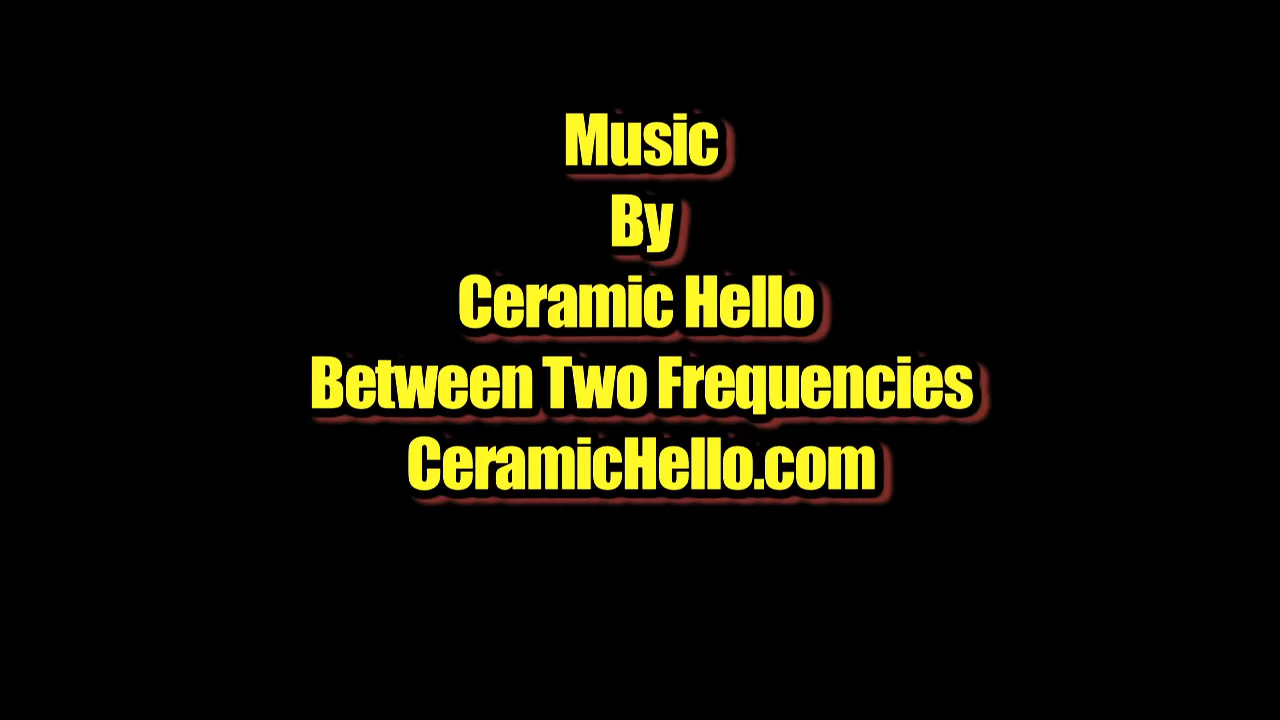 Music
By
Ceramic Hello
Between Two Frequencies
CeramicHello.com